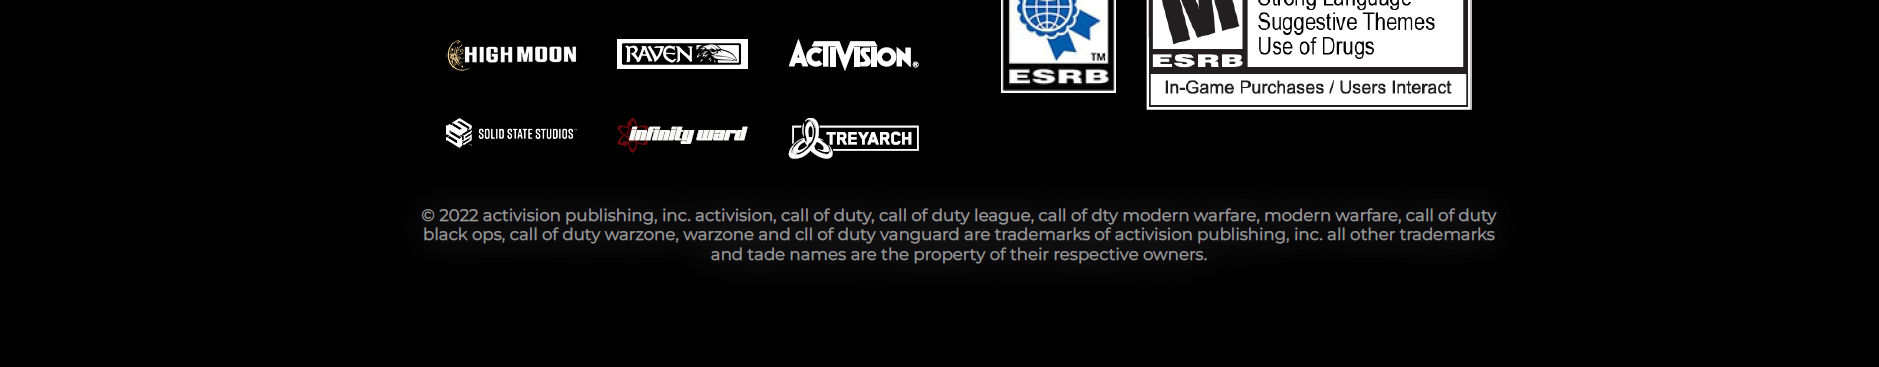 Strong Language
Suggestive Themes
Use of Drugs
M
ESRB
In-Game Purchases / Users Interact
TM
ESRB
HIGH MOON
RAVEN
ACTIVISION®
SOLID STATE STUDIOS
infinity ward
TREYARCH
© 2022 activision publishing, inc. activision, call of duty, call of duty league, call of dty modern warfare, modern warfare, call of duty
black ops, call of duty warzone, warzone and cll of duty vanguard are trademarks of activision publishing, inc. all other trademarks
and tade names are the property of their respective owners.